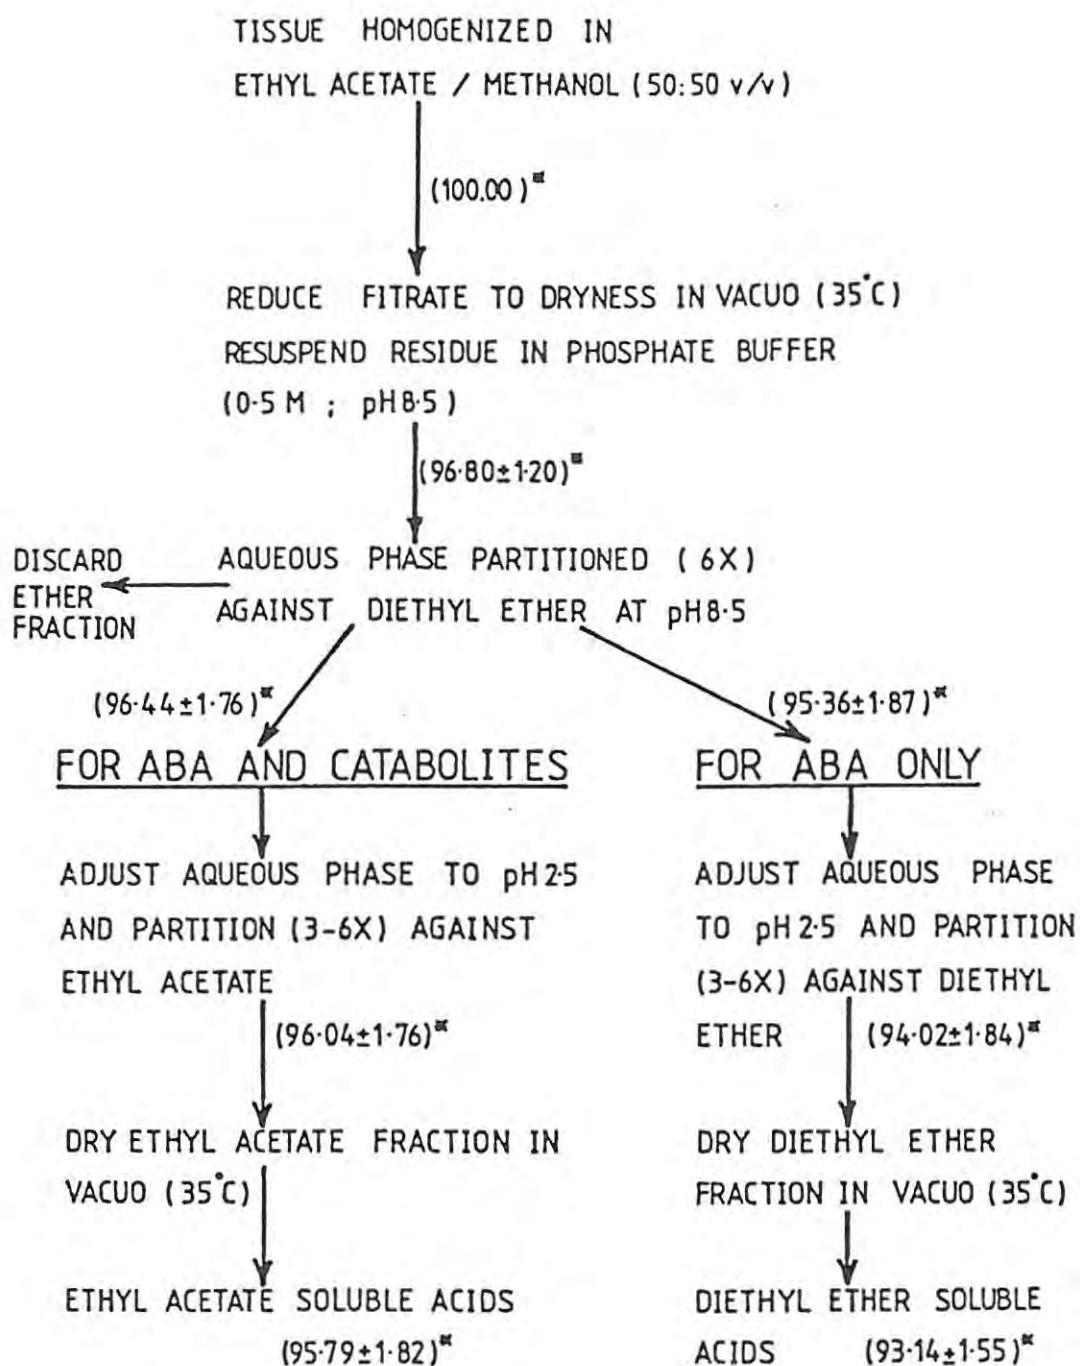 TISSUE HOMOGENIZED IN
ETHYL ACETATE / METHANOL (50:50 v/v)
(100.00)*
REDUCE FITRATE TO DRYNESS IN VACUO (35°C)
RESUSPEND RESIDUE IN PHOSPHATE BUFFER
(0·5 M ; pH 8·5)
(96·80±1·20)*
DISCARD
ETHER
FRACTION
AQUEOUS PHASE PARTITIONED (6X)
AGAINST DIETHYL ETHER AT pH 8·5
(96·44±1·76)*
(95·36±1·87)*
FOR ABA AND CATABOLITES
ADJUST AQUEOUS PHASE TO pH 2·5
AND PARTITION (3-6X) AGAINST
ETHYL ACETATE
(96·04±1·76)*
DRY ETHYL ACETATE FRACTION IN
VACUO (35°C)
ETHYL ACETATE SOLUBLE ACIDS
(95·79±1·82)*
FOR ABA ONLY
ADJUST AQUEOUS PHASE
TO pH 2·5 AND PARTITION
(3-6X) AGAINST DIETHYL
ETHER (94·02±1·84)*
DRY DIETHYL ETHER
FRACTION IN VACUO (35°C)
DIETHYL ETHER SOLUBLE
ACIDS (93·14±1·55)*